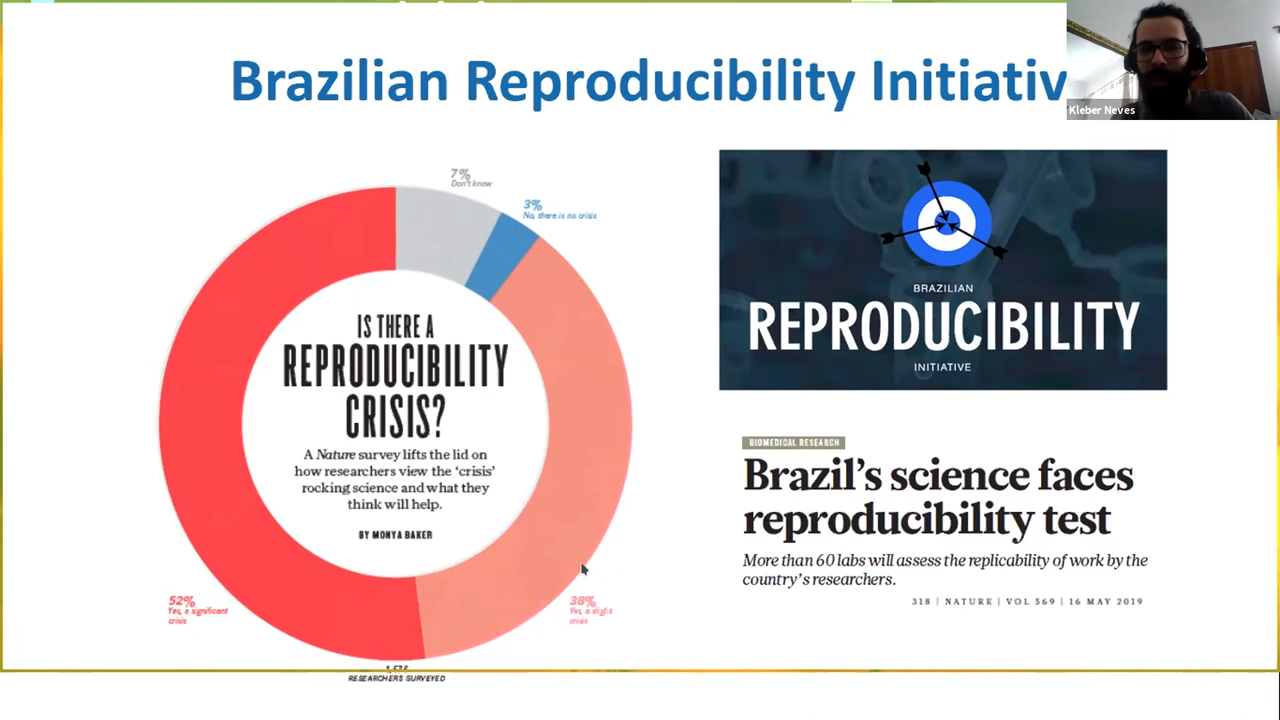 Brazilian Reproducibility Initiativ
Kleber Neves
7%
Don't know
3%
No, there is no crisis
IS THERE A
REPRODUCIBILITY
CRISIS?
A Nature survey lifts the lid on
how researchers view the ‘crisis’
rocking science and what they
think will help.
BY MONYA BAKER
52%
Yes, a significant
crisis
38%
Yes, a slight
crisis
RESEARCHERS SURVEYED
BRAZILIAN
REPRODUCIBILITY
INITIATIVE
BIOMEDICAL RESEARCH
Brazil’s science faces
reproducibility test
More than 60 labs will assess the replicability of work by the
country’s researchers.
318 | NATURE | VOL 569 | 16 MAY 2019